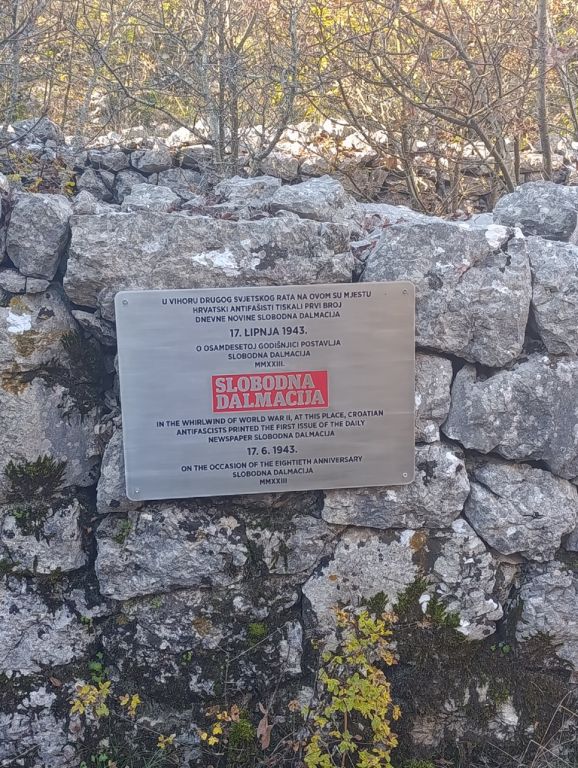 U VIHORU DRUGOG SVJETSKOG RATA NA OVOM SU MJESTU
HRVATSKI ANTIFAŠISTI TISKALI PRVI BROJ
DNEVNE NOVINE SLOBODNA DALMACIJA
17. LIPNJA 1943.
O OSAMDESETOJ GODIŠNJICI POSTAVLJA
SLOBODNA DALMACIJA
MMXXIII.
SLOBODNA
DALMACIJA
IN THE WHIRLWIND OF WORLD WAR II, AT THIS PLACE, CROATIAN
ANTIFASCISTS PRINTED THE FIRST ISSUE OF THE DAILY
NEWSPAPER SLOBODNA DALMACIJA
17. 6. 1943.
ON THE OCCASION OF THE EIGHTIETH ANNIVERSARY
SLOBODNA DALMACIJA
MMXXIII